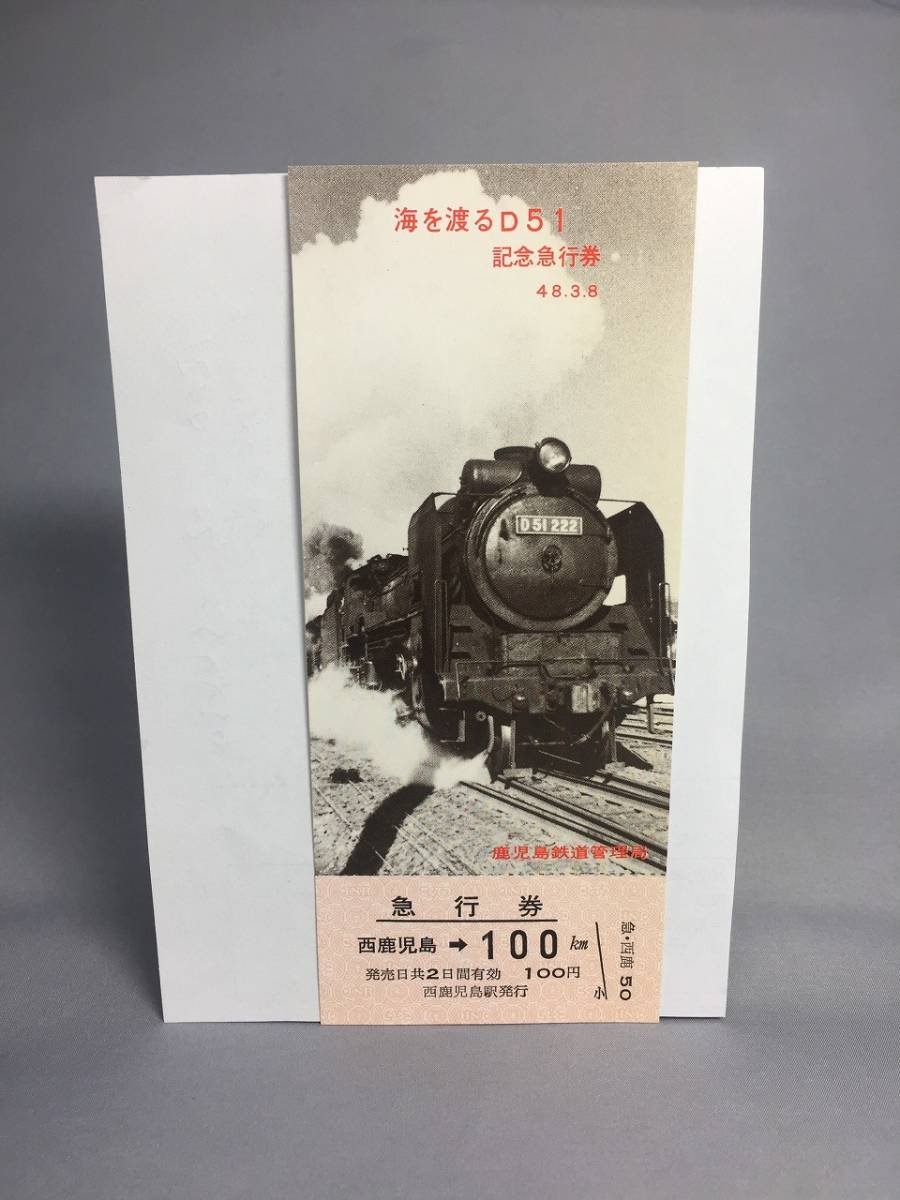 海を渡るD51
記念急行券
48.3.8
D51 222
鹿児島鉄道管理局
急行券
西鹿児島 → 100km
発売日共2日間有効 100円
西鹿児島駅発行
小
急・西鹿 50